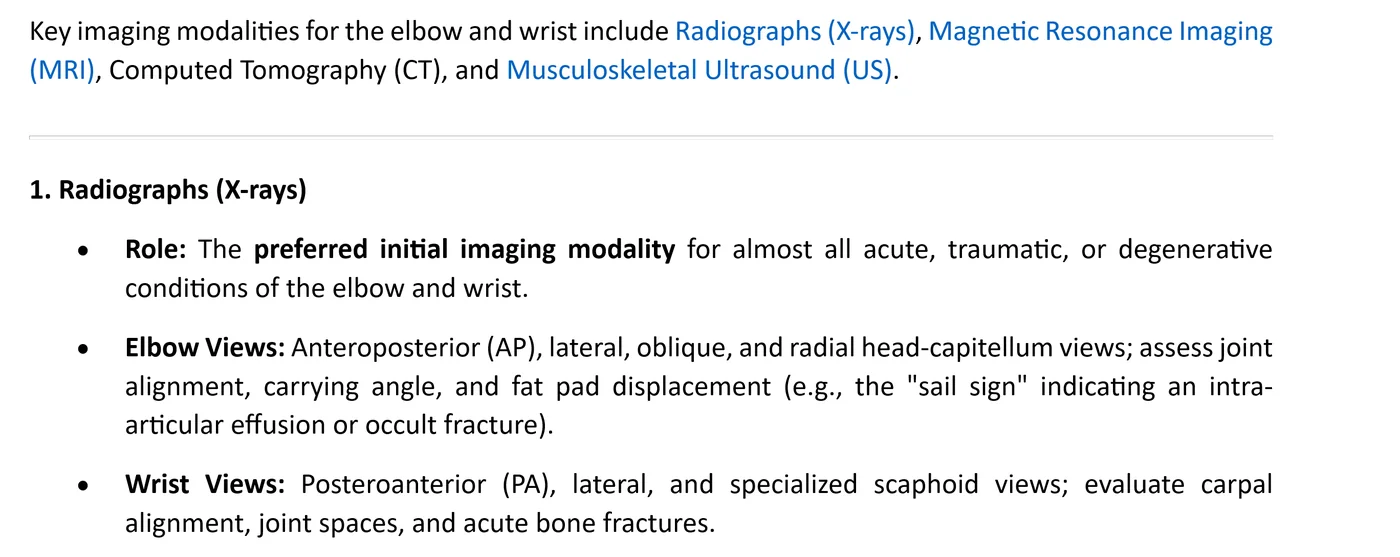 Key imaging modalities for the elbow and wrist include Radiographs (X-rays), Magnetic Resonance Imaging
(MRI), Computed Tomography (CT), and Musculoskeletal Ultrasound (US).
1. Radiographs (X-rays)
• Role: The preferred initial imaging modality for almost all acute, traumatic, or degenerative
conditions of the elbow and wrist.
• Elbow Views: Anteroposterior (AP), lateral, oblique, and radial head-capitellum views; assess joint
alignment, carrying angle, and fat pad displacement (e.g., the "sail sign" indicating an intra-
articular effusion or occult fracture).
• Wrist Views: Posteroanterior (PA), lateral, and specialized scaphoid views; evaluate carpal
alignment, joint spaces, and acute bone fractures.